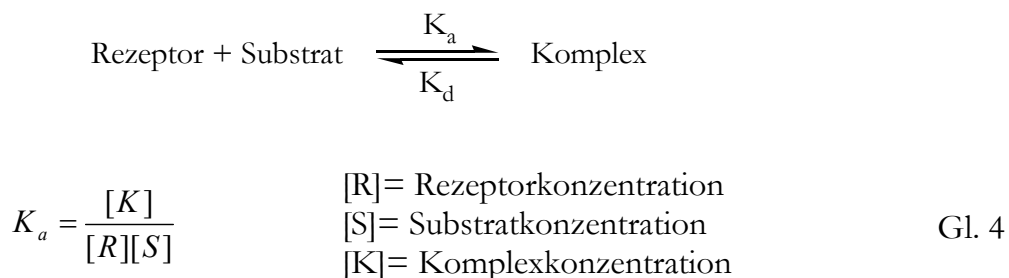 K_a
Rezeptor + Substrat ⇌ Komplex
K_d
[R]= Rezeptorkonzentration
K_a = [K] / [R][S]
[S]= Substratkonzentration
Gl. 4
[K]= Komplexkonzentration